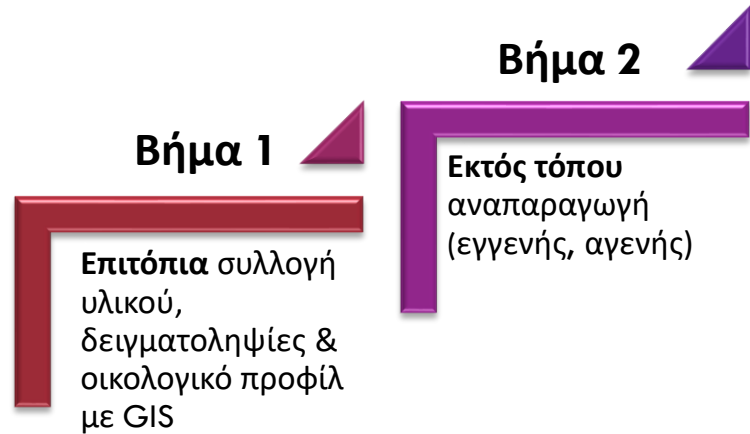 Βήμα 1
Επιτόπια συλλογή
υλικού,
δειγματοληψίες &
οικολογικό προφίλ
με GIS
Βήμα 2
Εκτός τόπου
αναπαραγωγή
(εγγενής, αγενής)